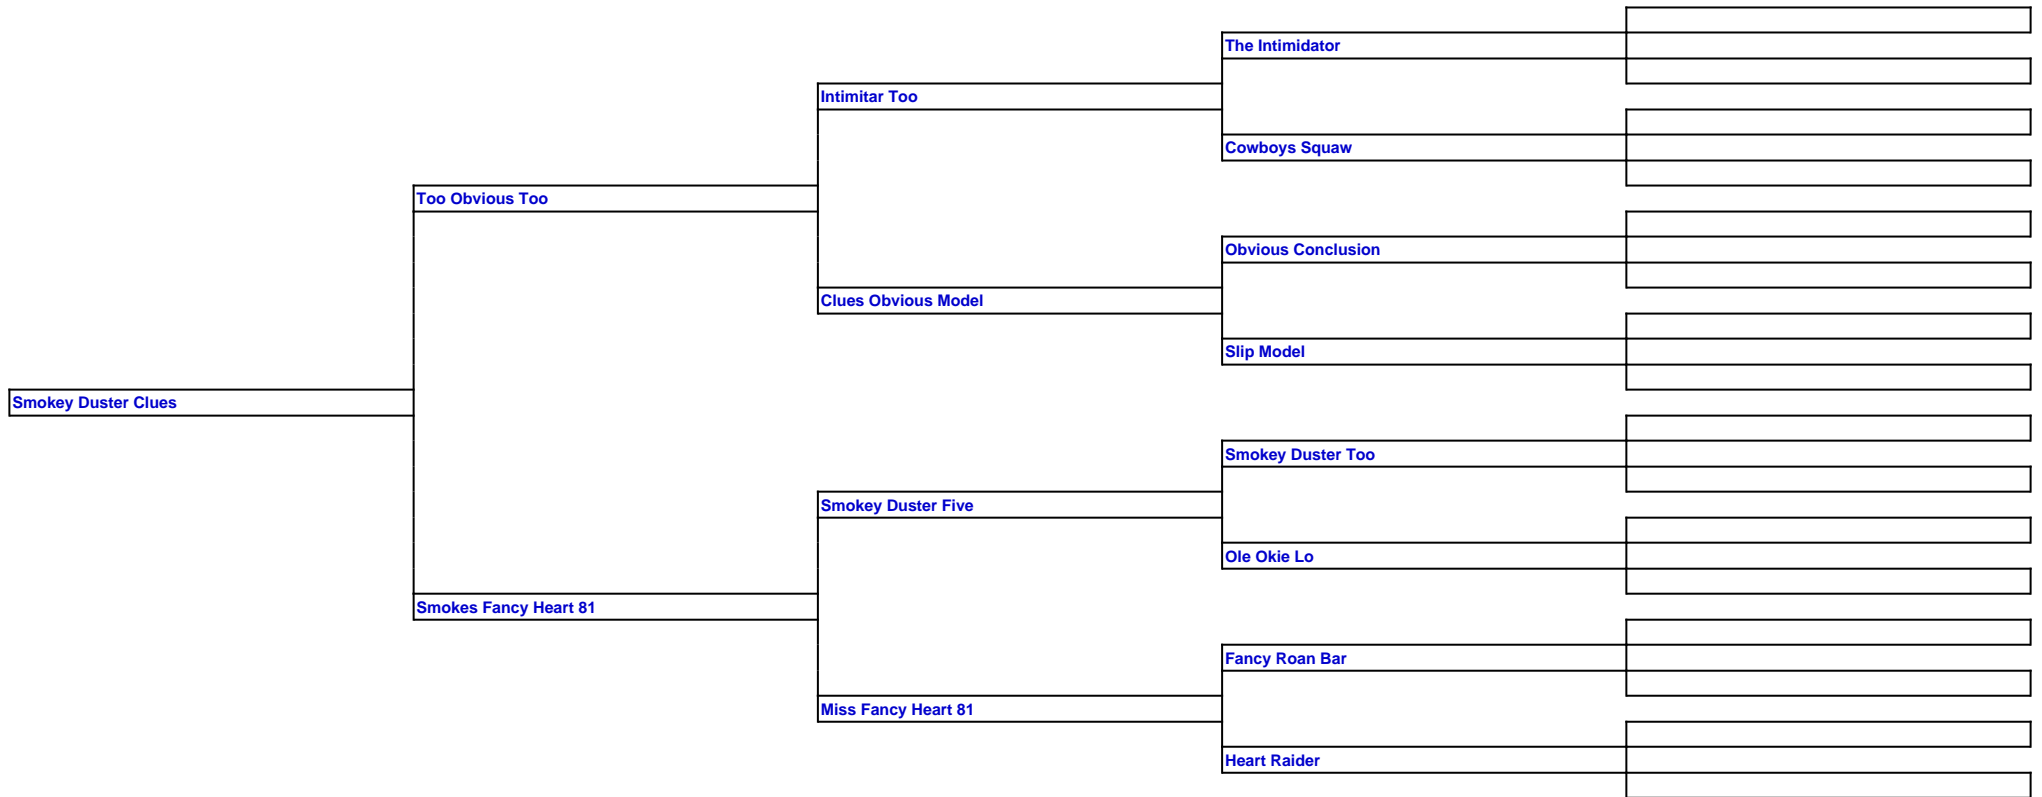 The Intimidator
Intimitar Too
Cowboys Squaw
Too Obvious Too
Obvious Conclusion
Clues Obvious Model
Slip Model
Smokey Duster Clues
Smokey Duster Too
Smokey Duster Five
Ole Okie Lo
Smokes Fancy Heart 81
Fancy Roan Bar
Miss Fancy Heart 81
Heart Raider